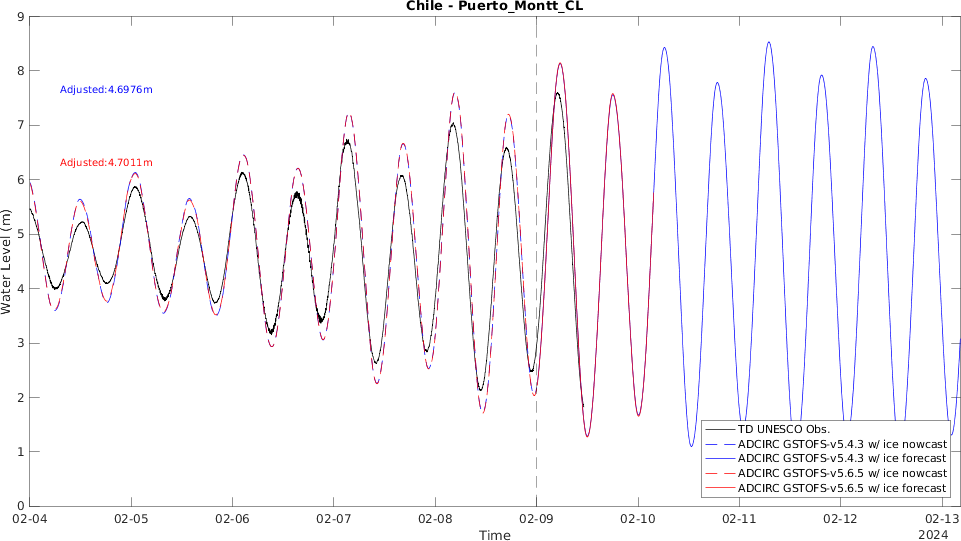 Chile - Puerto_Montt_CL
9
8
7
6
5
4
3
2
1
0
Water Level (m)
Adjusted:4.6976m
Adjusted:4.7011m
TD UNESCO Obs.
ADCIRC GSTOFS-v5.4.3 w/ ice nowcast
ADCIRC GSTOFS-v5.4.3 w/ ice forecast
ADCIRC GSTOFS-v5.6.5 w/ ice nowcast
ADCIRC GSTOFS-v5.6.5 w/ ice forecast
02-04 02-05 02-06 02-07 02-08 02-09 02-10 02-11 02-12 02-13
Time
2024